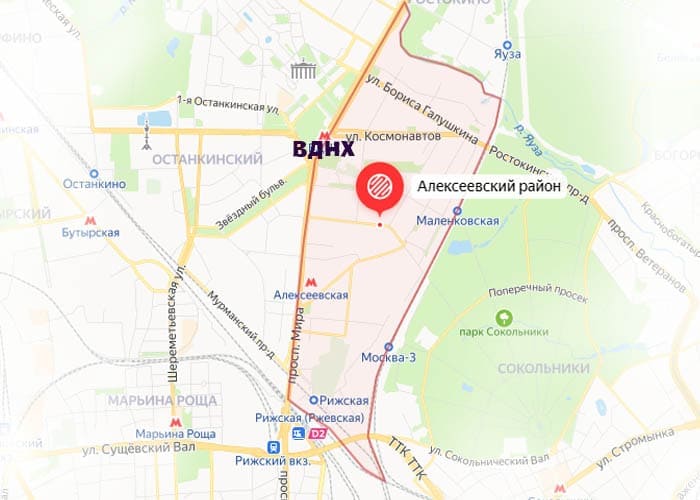 РОСТОКИНО
Яуза
ФИНО
ул. Бориса Галушкина
1-я Останкинская ул.
р. Яуза
ул. Космонавтов
ВДНХ
ОСТАНКИНСКИЙ
Ростокинский пр-д
БОГОР
Останкино
Звёздный бульв.
Алексеевский район
Маленковская
Краснобогатырская
ЫРСКИЙ
Бутырская
просп. Ветеранов
Шереметьевская ул.
Мурманский пр-д
Алексеевская
Поперечный просек
просп. Мира
парк Сокольники
Москва-3
СОКОЛЬНИКИ
МАРЬИНА РОЩА
Рижская
Рижская (Ржевская)
D2
Марьина Роща
ул. Сущёвский Вал
Рижский вкз.
ТТК
ТТК
ул. Сокольнический Вал
ул. Стромынка